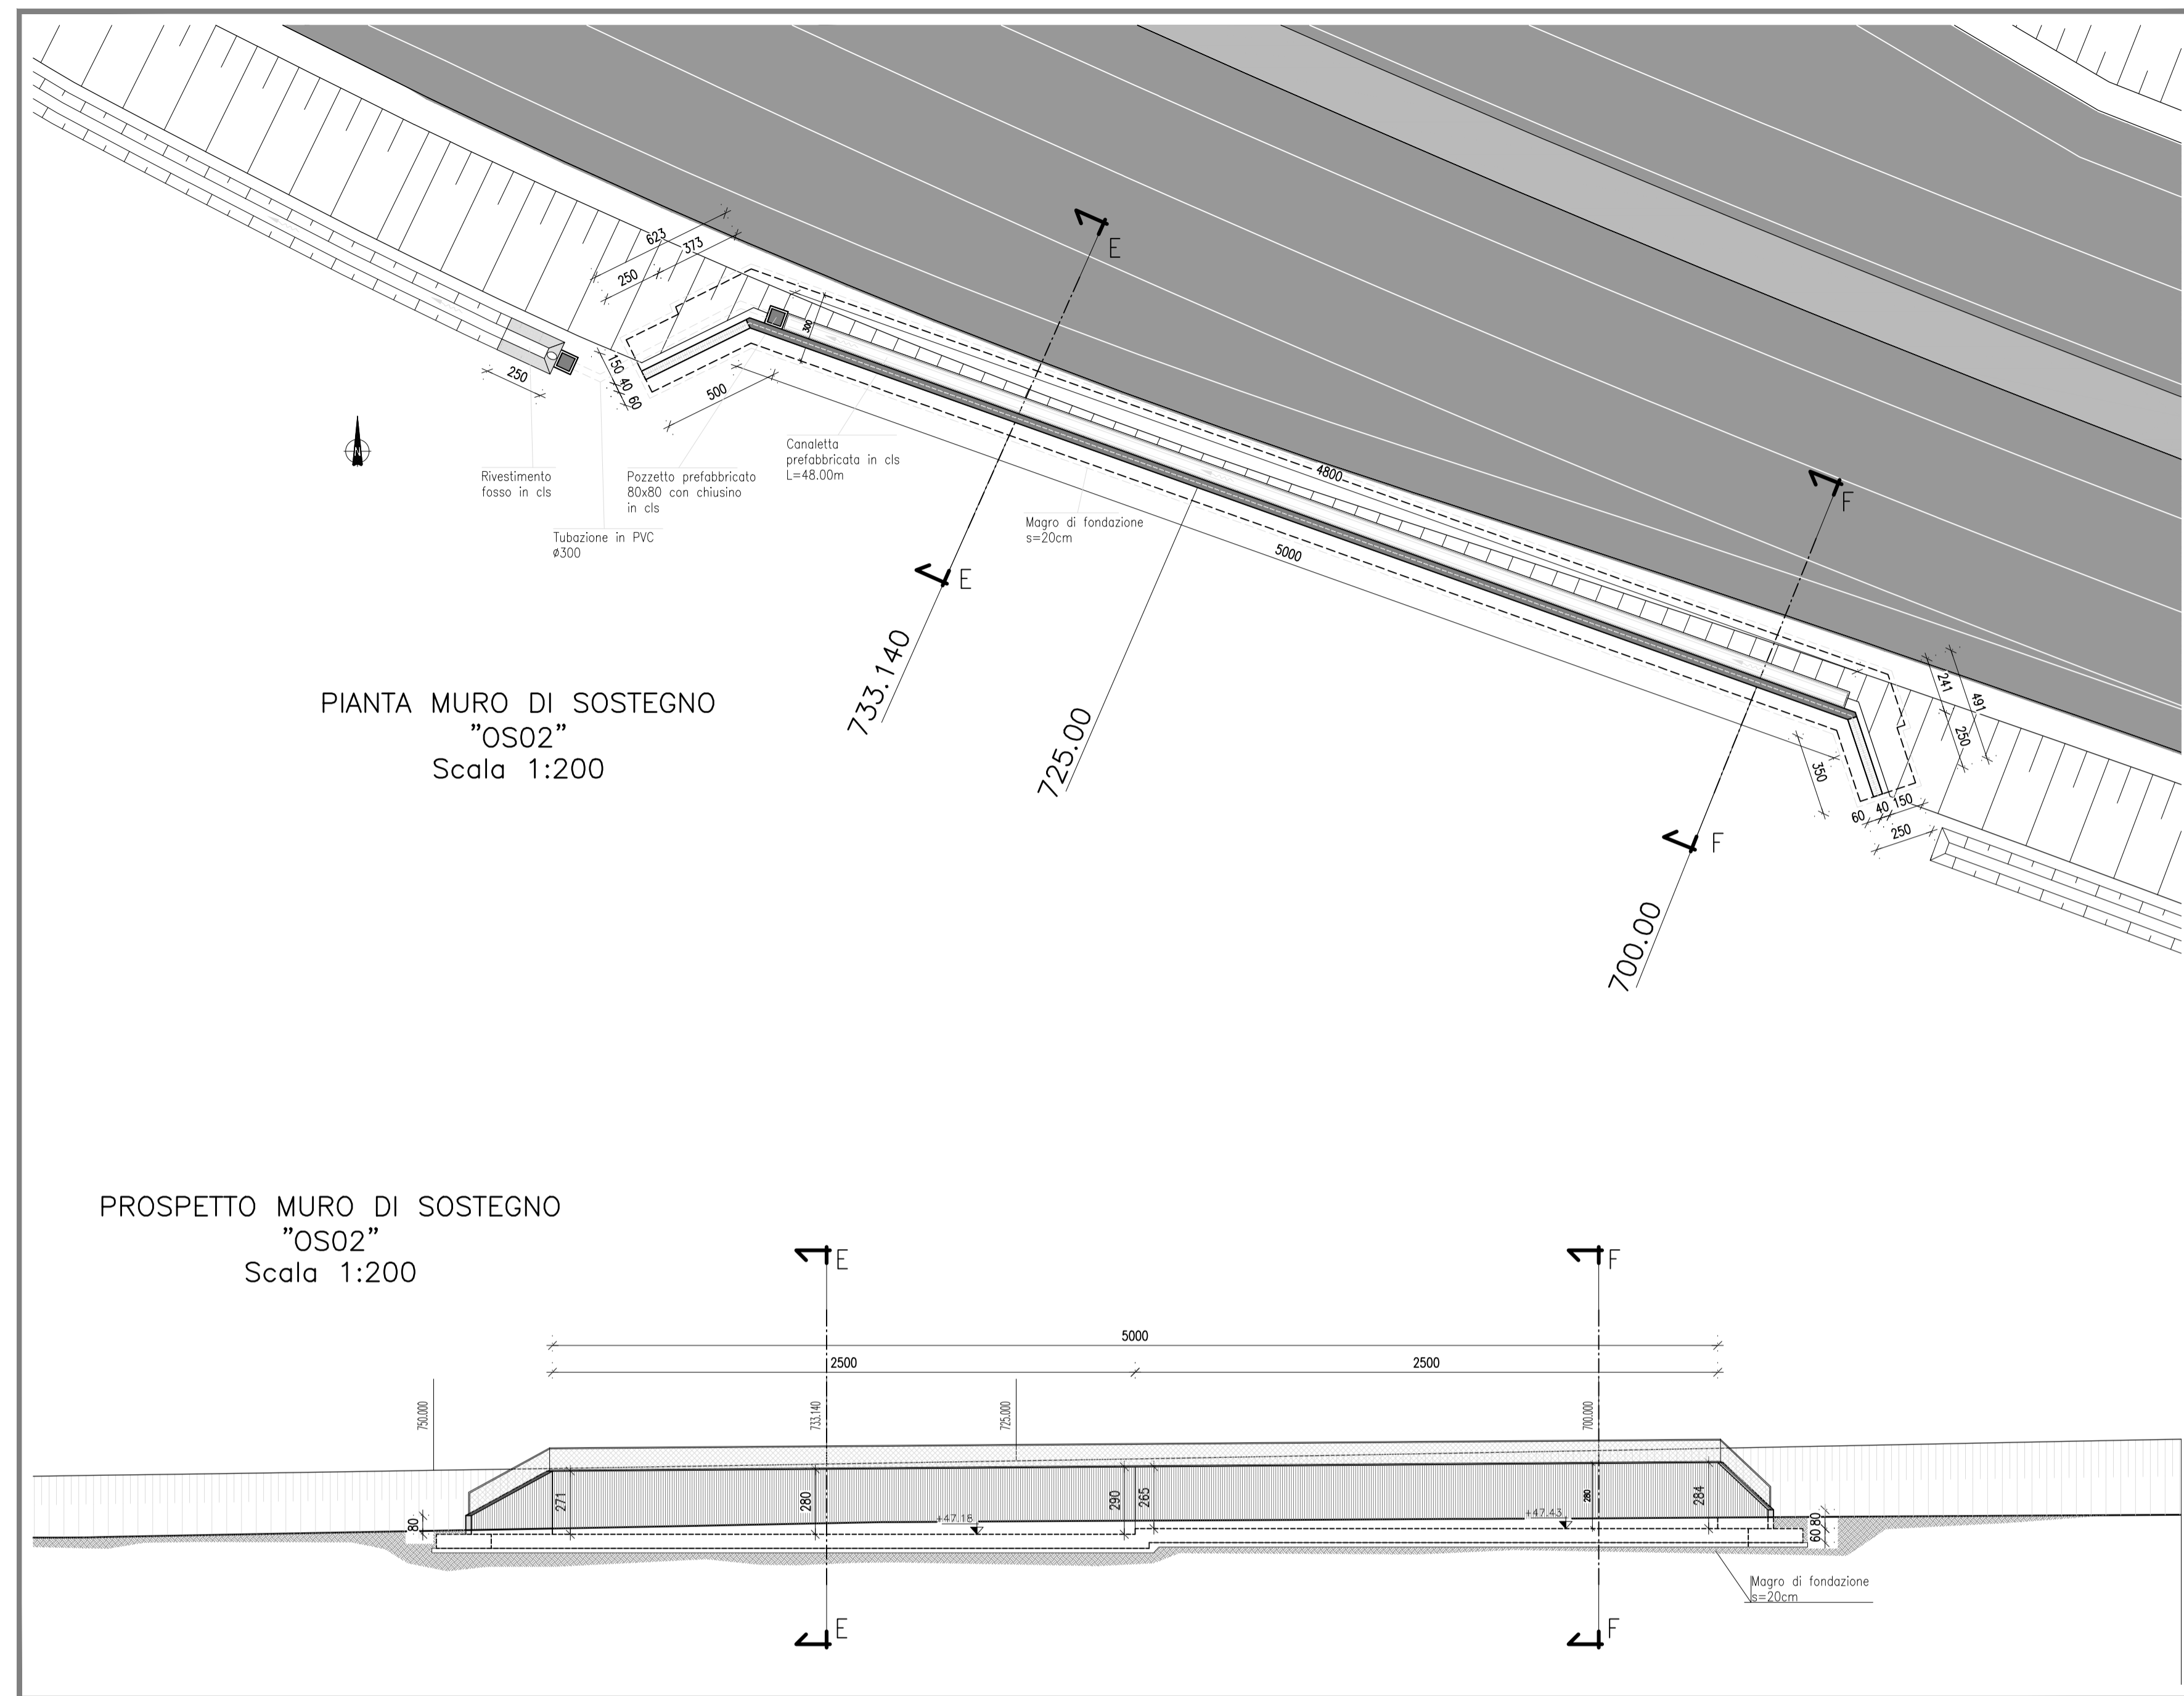 623
373
250
300
E
F
250
150
40
60
500
4800
5000
Rivestimento
fosso in cls
Tubazione in PVC
ø300
Pozzetto prefabbricato
80x80 con chiusino
in cls
Canaletta
prefabbricata in cls
L=48.00m
Magro di fondazione
s=20cm
E
733.140
725.00
241
491
250
350
60
40
150
250
F
700.00
PIANTA MURO DI SOSTEGNO
"OS02"
Scala 1:200
PROSPETTO MURO DI SOSTEGNO
"OS02"
Scala 1:200
E
F
5000
2500
2500
750.000
733.140
725.000
700.000
80
271
280
+47.18
290
265
+47.43
280
284
80
60
Magro di fondazione
s=20cm
E
F